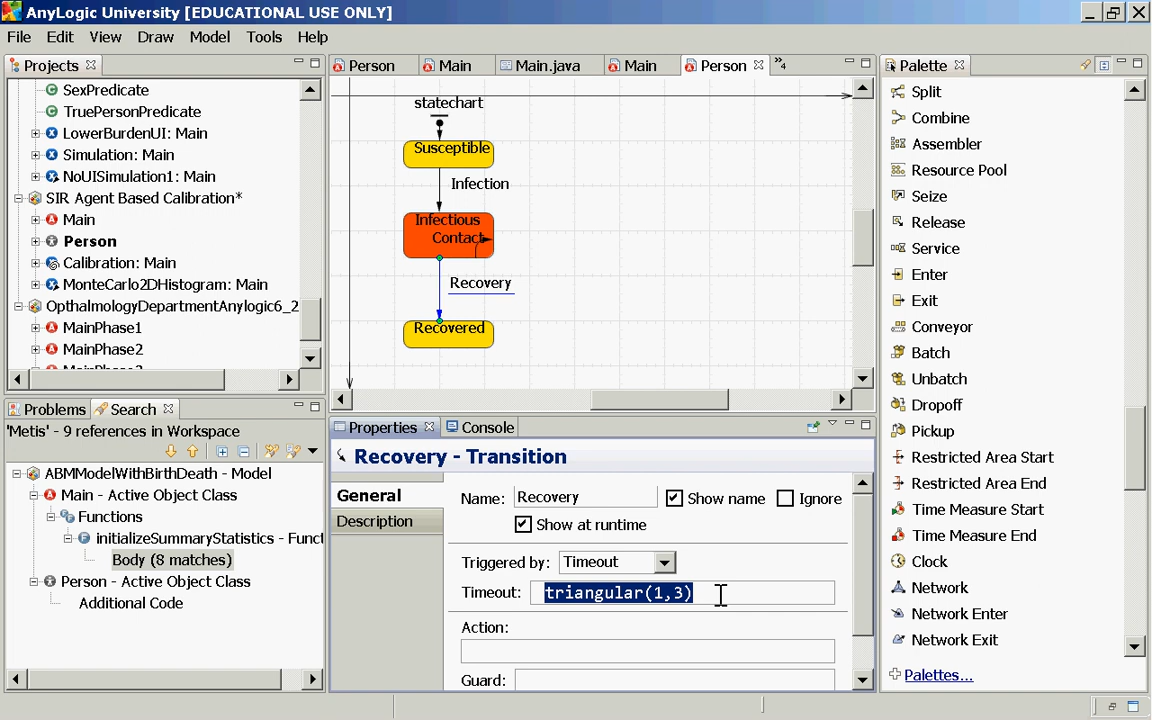 AnyLogic University [EDUCATIONAL USE ONLY]
File Edit View Draw Model Tools Help
Projects
SexPredicate
TruePersonPredicate
LowerBurdenUI: Main
Simulation: Main
NoUISimulation1: Main
SIR Agent Based Calibration*
Main
Person
Calibration: Main
MonteCarlo2DHistogram: Main
OpthalmologyDepartmentAnylogic6_2
MainPhase1
MainPhase2
Problems Search
'Metis' - 9 references in Workspace
ABMModelWithBirthDeath - Model
Main - Active Object Class
Functions
initializeSummaryStatistics - Funct
Body (8 matches)
Person - Active Object Class
Additional Code
Person Main Main.java Main Person 4
statechart
Susceptible
Infection
Infectious
Contact
Recovery
Recovered
Properties Console
Recovery - Transition
General
Description
Name: Recovery Show name Ignore
Show at runtime
Triggered by: Timeout
Timeout: triangular(1,3)
Action:
Guard:
Palette
Split
Combine
Assembler
Resource Pool
Seize
Release
Service
Enter
Exit
Conveyor
Batch
Unbatch
Dropoff
Pickup
Restricted Area Start
Restricted Area End
Time Measure Start
Time Measure End
Clock
Network
Network Enter
Network Exit
Palettes...